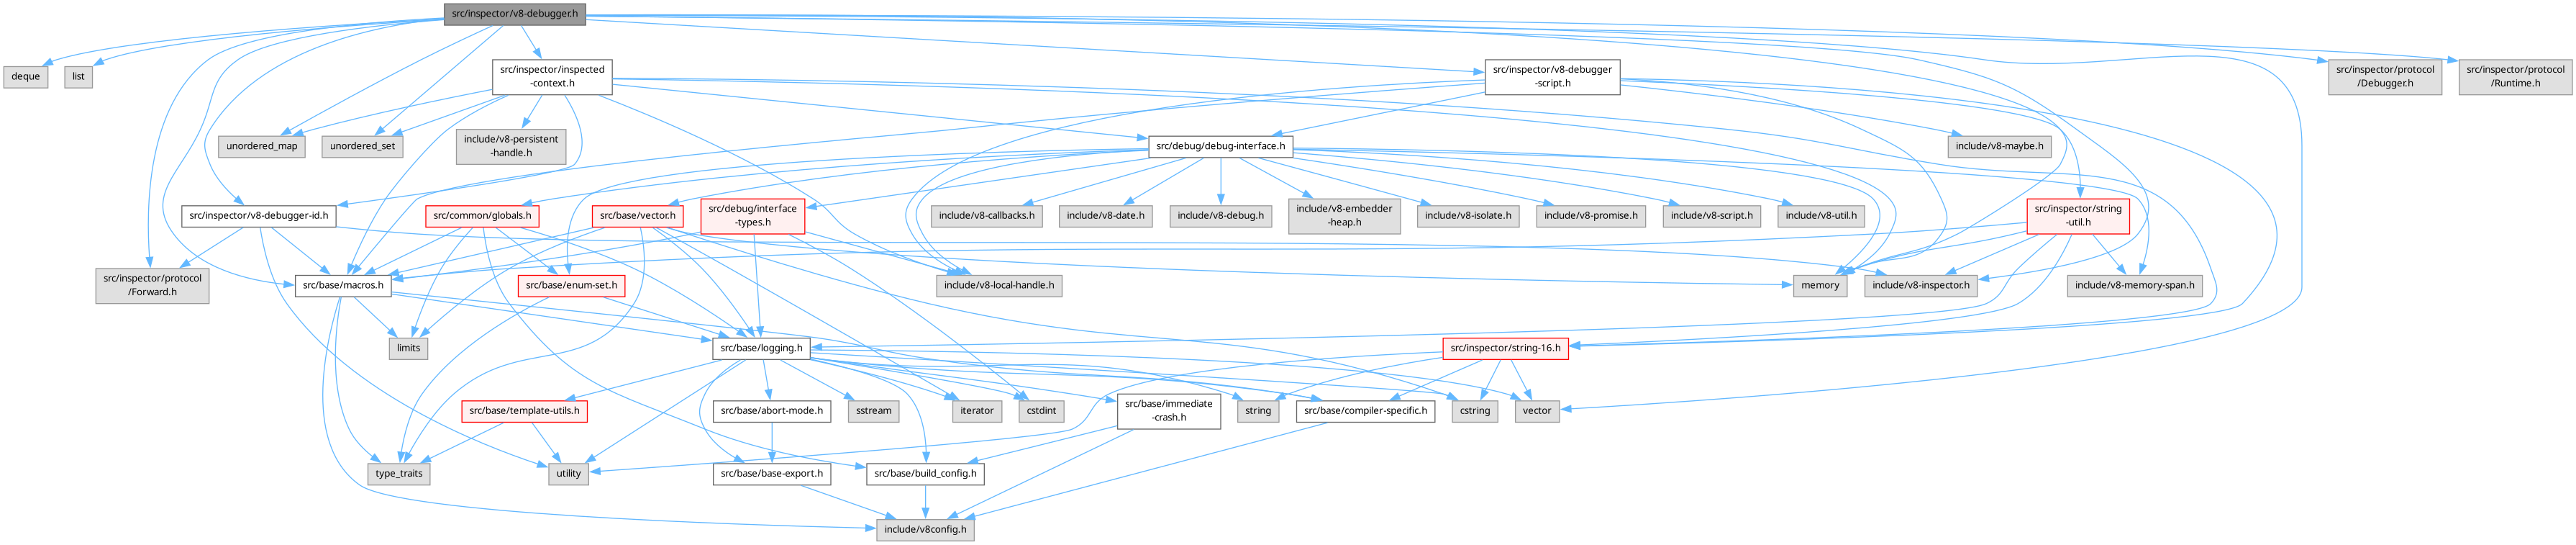 src/inspector/v8-debugger.h
deque
list
src/inspector/inspected
-context.h
src/inspector/v8-debugger
-script.h
src/inspector/protocol
/Debugger.h
src/inspector/protocol
/Runtime.h
unordered_map
unordered_set
include/v8-persistent
-handle.h
src/debug/debug-interface.h
include/v8-maybe.h
src/inspector/v8-debugger-id.h
src/common/globals.h
src/base/vector.h
src/debug/interface
-types.h
include/v8-callbacks.h
include/v8-date.h
include/v8-debug.h
include/v8-embedder
-heap.h
include/v8-isolate.h
include/v8-promise.h
include/v8-script.h
include/v8-util.h
src/inspector/string
-util.h
src/inspector/protocol
/Forward.h
src/base/macros.h
src/base/enum-set.h
include/v8-local-handle.h
memory
include/v8-inspector.h
include/v8-memory-span.h
limits
src/base/logging.h
src/inspector/string-16.h
src/base/template-utils.h
src/base/abort-mode.h
sstream
iterator
cstdint
src/base/immediate
-crash.h
string
src/base/compiler-specific.h
cstring
vector
type_traits
utility
src/base/base-export.h
src/base/build_config.h
include/v8config.h